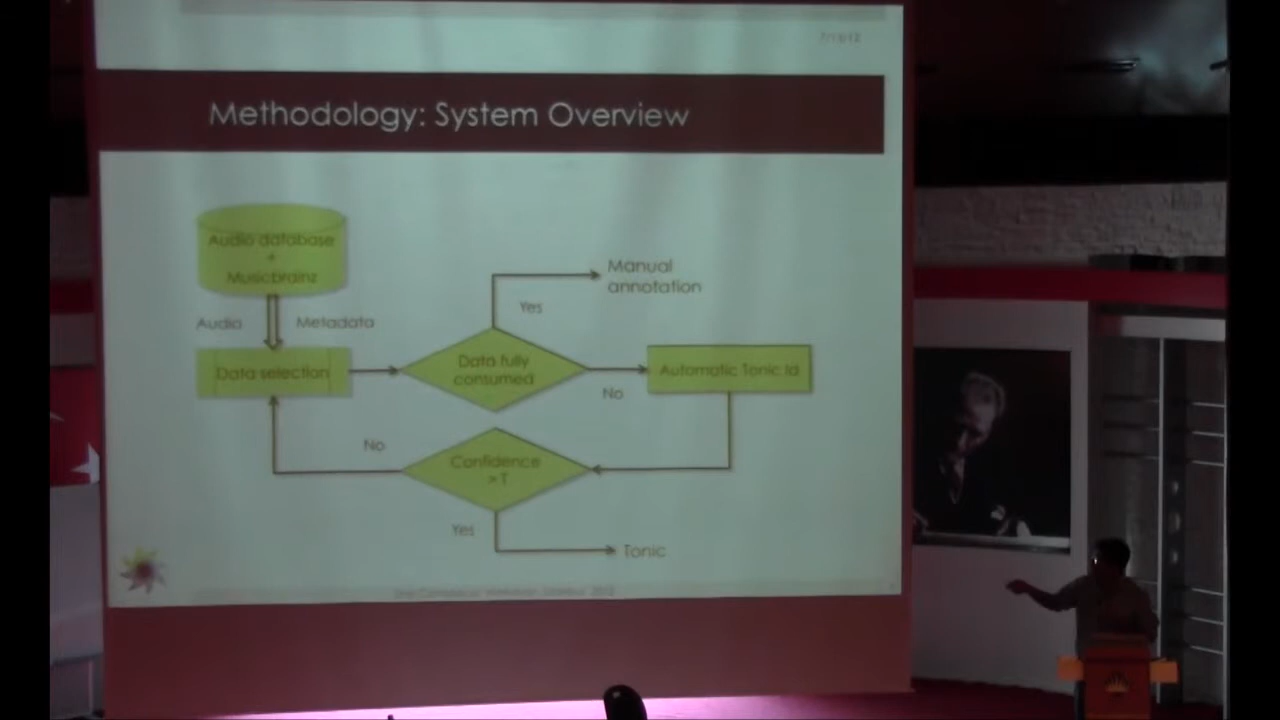 Methodology: System Overview
Audio database
+
Musicbrainz
Audio
Metadata
Data selection
Data fully
consumed
Yes
Manual
annotation
No
Automatic Tonic Id
Confidence
> T
No
Yes
Tonic